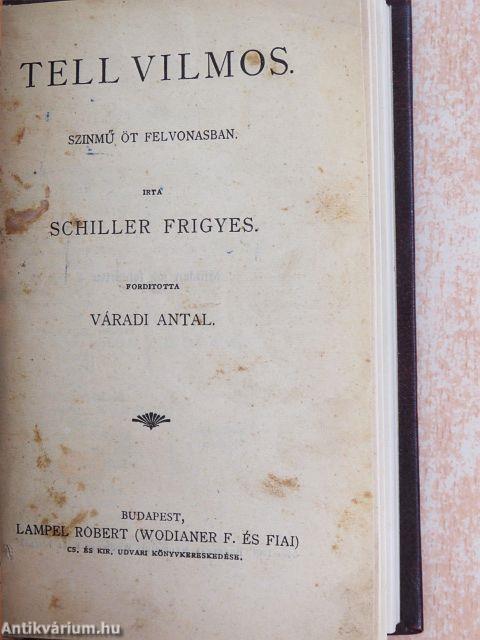 TELL VILMOS.
SZINMŰ ÖT FELVONASBAN.
IRTA
SCHILLER FRIGYES.
FORDITOTTA
VÁRADI ANTAL.
BUDAPEST,
LAMPEL RÓBERT (WODIANER F. ÉS FIAI)
CS. ÉS KIR. UDVARI KÖNYVKERESKEDÉSE.
Antikvárium.hu